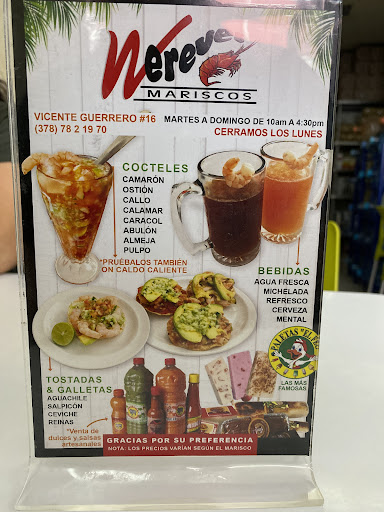 Werever
MARISCOS
VICENTE GUERRERO #16
(378) 78 2 19 70
MARTES A DOMINGO DE 10am A 4:30pm
CERRAMOS LOS LUNES
COCTELES
CAMARÓN
OSTIÓN
CALLO
CALAMAR
CARACOL
ABULÓN
ALMEJA
PULPO
*PRUÉBALOS TAMBIÉN
CON CALDO CALIENTE
BEBIDAS
AGUA FRESCA
MICHELADA
REFRESCO
CERVEZA
MENTAL
PALETAS
LAS MÁS
FAMOSAS
TOSTADAS
& GALLETAS
AGUACHILE
SALPICÓN
CEVICHE
REINAS
*Venta de
dulces y salsas
artesanales
GRACIAS POR SU PREFERENCIA
NOTA: LOS PRECIOS VARÍAN SEGÚN EL MARISCO